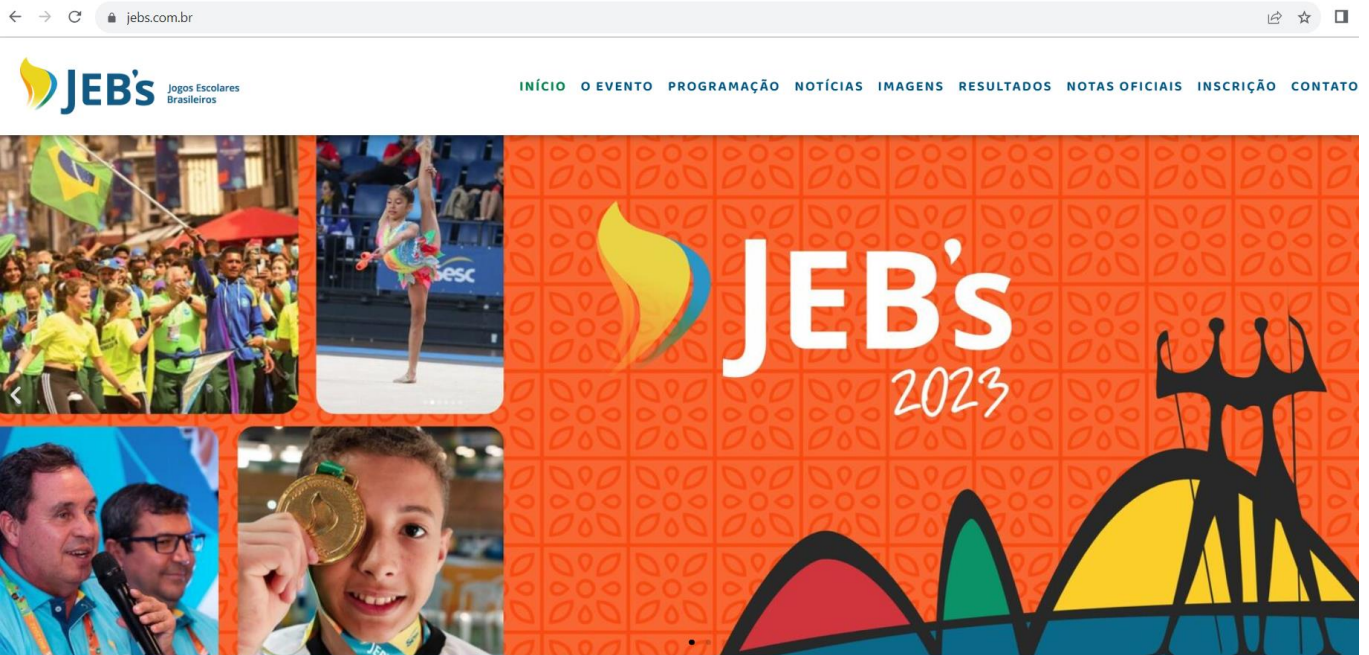 jebs.com.br
JEB's
Jogos Escolares
Brasileiros
INÍCIO O EVENTO PROGRAMAÇÃO NOTÍCIAS IMAGENS RESULTADOS NOTAS OFICIAIS INSCRIÇÃO CONTATO
sesc
JEB's
2023